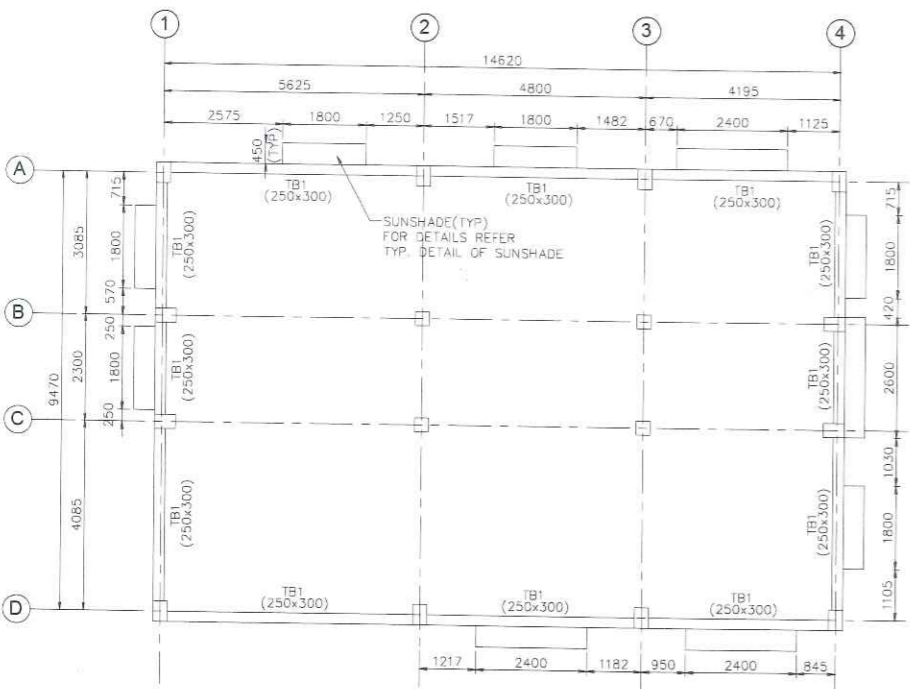 1 2 3 4
14620
5625 4800 4195
2575 1800 1250 1517 1800 1482 670 2400 1125
450
(TYP)
A
TB1
(250x300)
TB1
(250x300)
TB1
(250x300)
715
715
SUNSHADE(TYP)
FOR DETAILS REFER
TYP. DETAIL OF SUNSHADE
3085
1800
TB1
(250x300)
TB1
(250x300)
1800
570
420
B
250
9470
2300
1800
TB1
(250x300)
TB1
(250x300)
2600
250
C
1030
4085
TB1
(250x300)
TB1
(250x300)
1800
1105
D
TB1
(250x300)
TB1
(250x300)
TB1
(250x300)
1217 2400 1182 950 2400 845